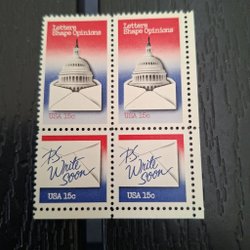 Letters
Shape Opinions
USA 15c
Letters
Shape Opinions
USA 15c
P.S.
Write
soon
USA 15c
P.S.
Write
soon
USA 15c